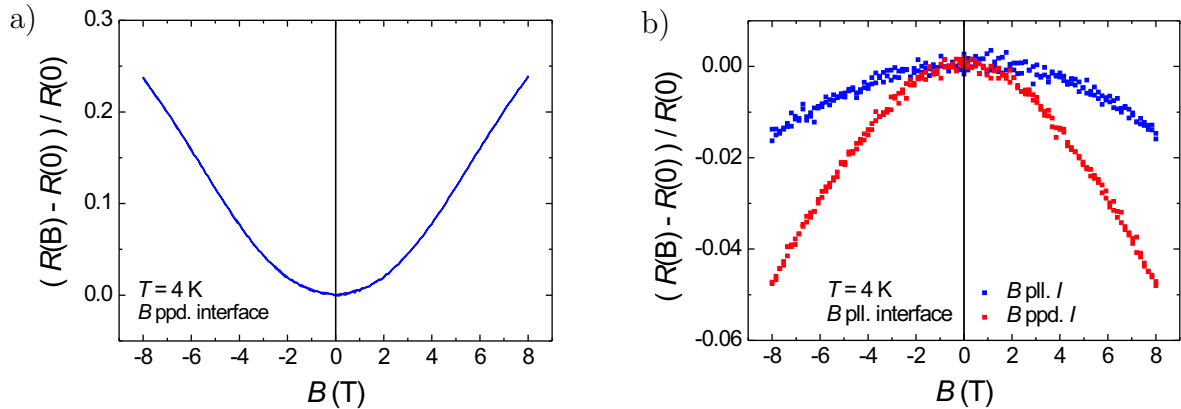 a)
( R(B) - R(0) ) / R(0)
0.3
0.2
0.1
0.0
T = 4 K
B ppd. interface
-8 -6 -4 -2 0 2 4 6 8
B (T)
b)
( R(B) - R(0) ) / R(0)
0.00
-0.02
-0.04
-0.06
T = 4 K
B pll. interface
B pll. I
B ppd. I
-8 -6 -4 -2 0 2 4 6 8
B (T)